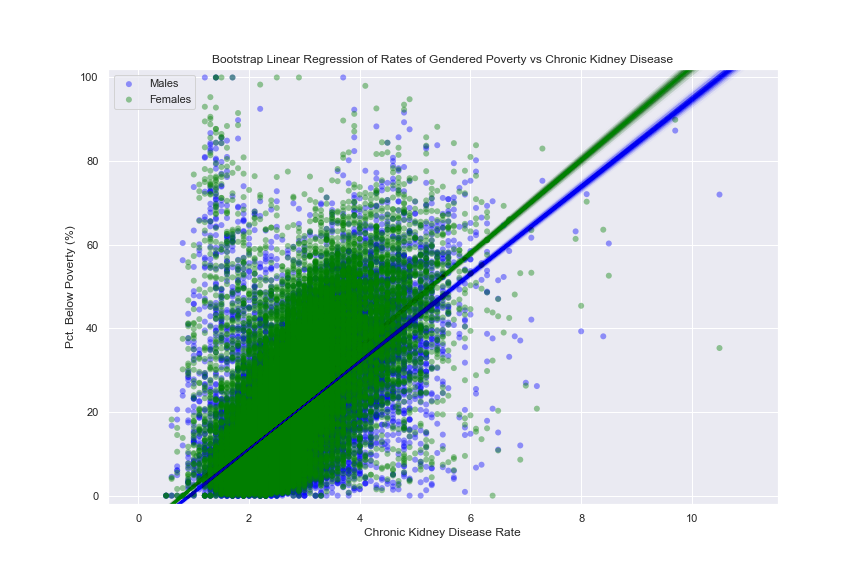 Bootstrap Linear Regression of Rates of Gendered Poverty vs Chronic Kidney Disease
Males
Females
100
80
60
40
20
0
Pct. Below Poverty (%)
0 2 4 6 8 10
Chronic Kidney Disease Rate